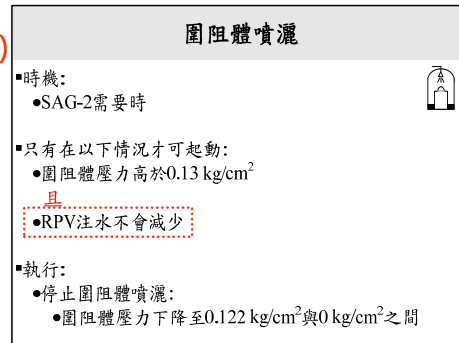 圍阻體噴灑
)
▪時機:
●SAG-2需要時
▪只有在以下情況才可起動:
●圍阻體壓力高於0.13 kg/cm²
且
●RPV注水不會減少
▪執行:
●停止圍阻體噴灑:
●圍阻體壓力下降至0.122 kg/cm²與0 kg/cm²之間